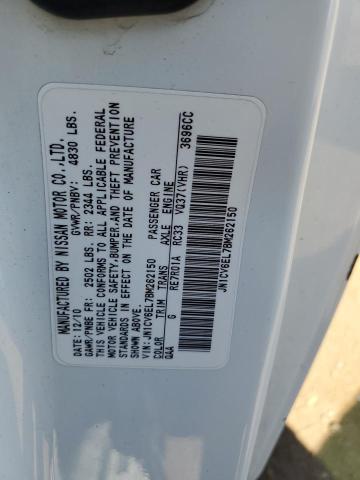 MANUFACTURED BY NISSAN MOTOR CO.,LTD.
DATE: 12/10 GVWR/PNBV: 4830 LBS.
GAWR/PNBE FR: 2502 LBS. RR: 2344 LBS.
THIS VEHICLE CONFORMS TO ALL APPLICABLE FEDERAL
MOTOR VEHICLE SAFETY,BUMPER,AND THEFT PREVENTION
STANDARDS IN EFFECT ON THE DATE OF MANUFACTURE
SHOWN ABOVE.
VIN: JN1CV6EL7BM262150 PASSENGER CAR
COLOR TRIM TRANS AXLE ENGINE
QAA G RE7R01A RC33 VQ37(VHR) 3696CC
JN1CV6EL7BM262150